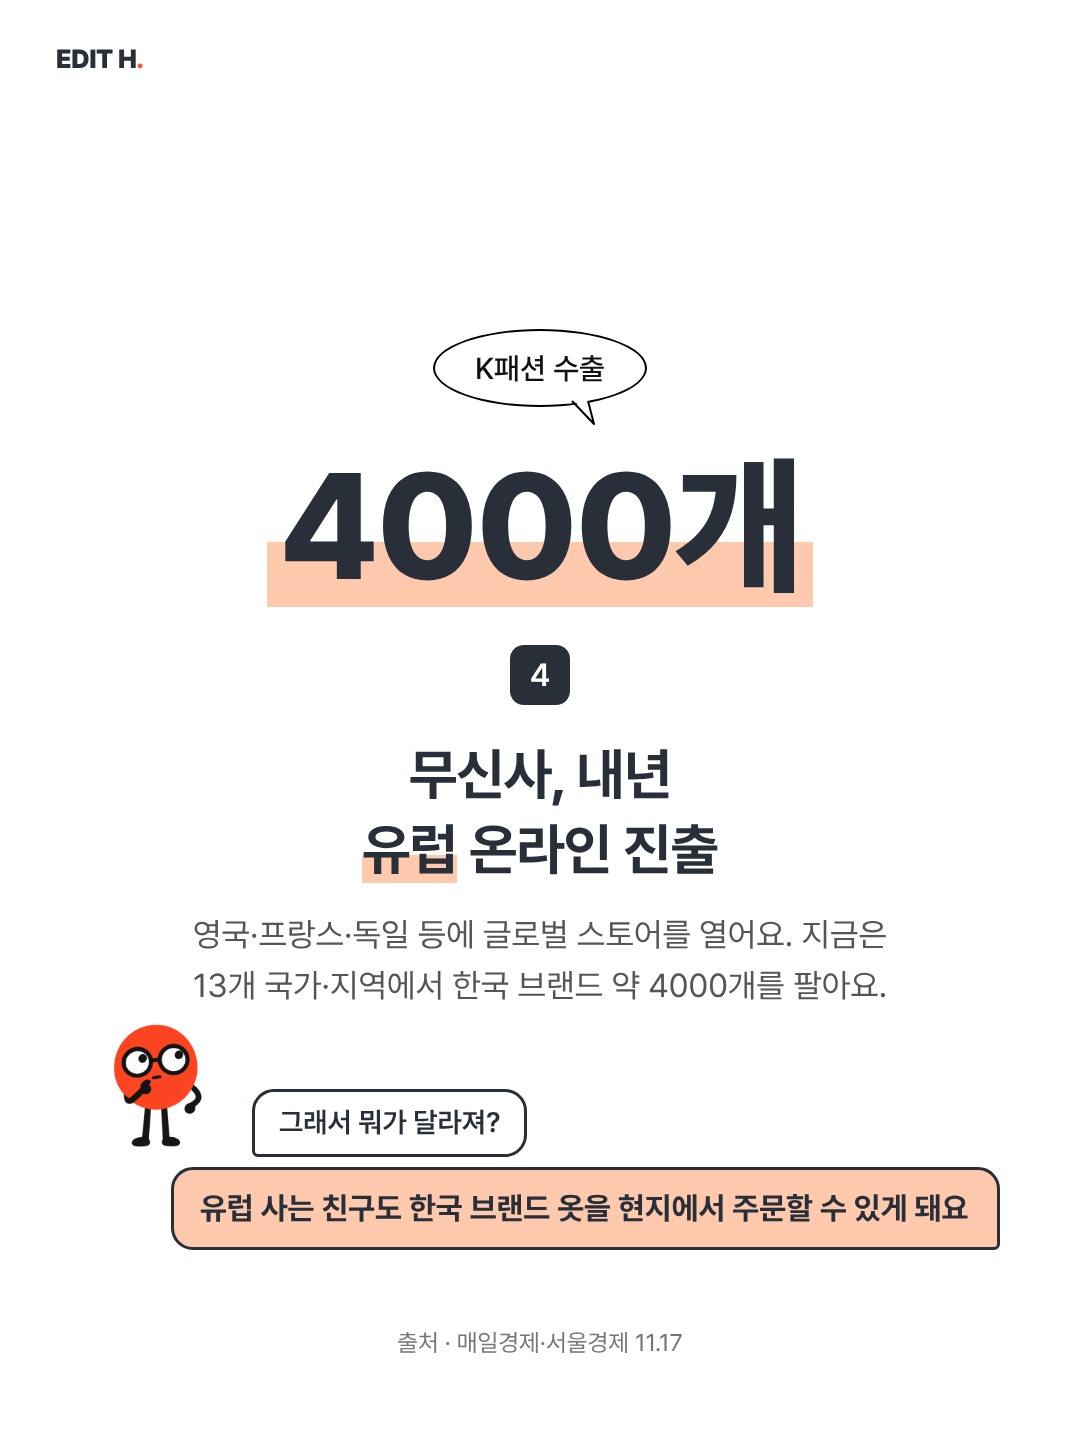 EDIT H.
K패션 수출
4000개
4
무신사, 내년
유럽 온라인 진출
영국·프랑스·독일 등에 글로벌 스토어를 열어요. 지금은
13개 국가·지역에서 한국 브랜드 약 4000개를 팔아요.
그래서 뭐가 달라져?
유럽 사는 친구도 한국 브랜드 옷을 현지에서 주문할 수 있게 돼요
출처 · 매일경제·서울경제 11.17